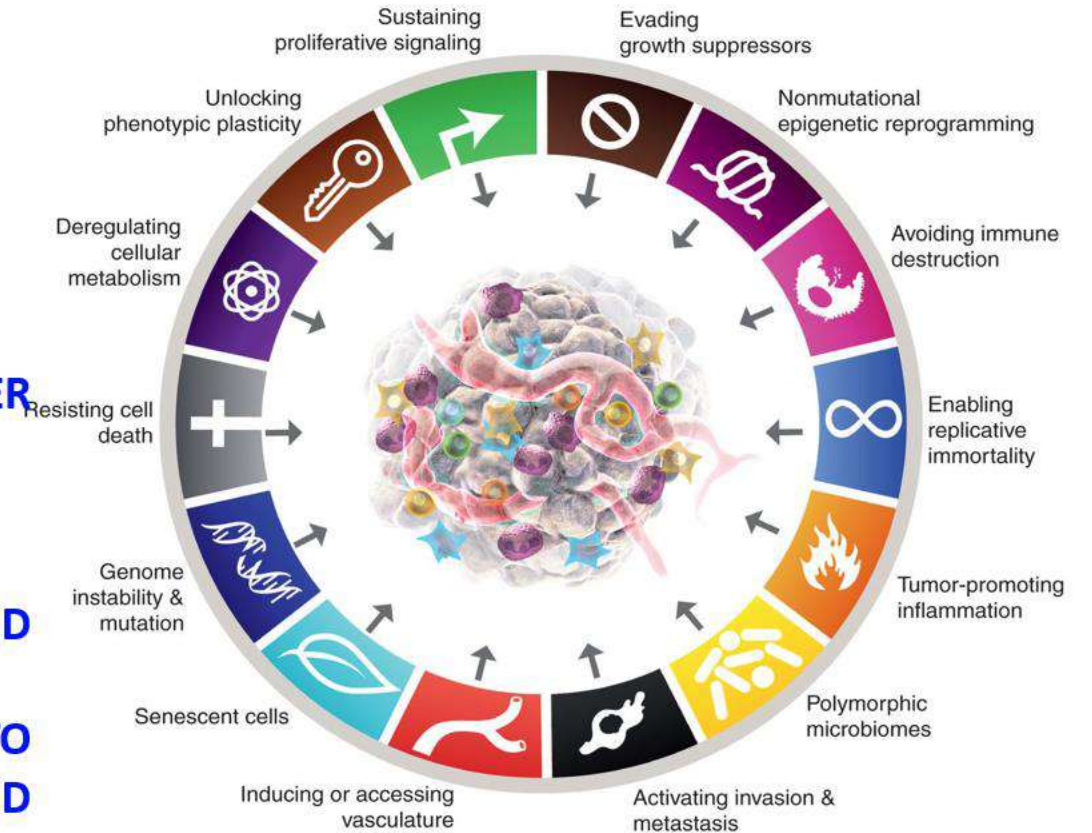 Sustaining
proliferative signaling
Evading
growth suppressors
Nonmutational
epigenetic reprogramming
Avoiding immune
destruction
Enabling
replicative
immortality
Tumor-promoting
inflammation
Polymorphic
microbiomes
Activating invasion &
metastasis
Inducing or accessing
vasculature
Senescent cells
Genome
instability &
mutation
Resisting cell
death
Deregulating
cellular
metabolism
Unlocking
phenotypic plasticity
ER
D
O
D